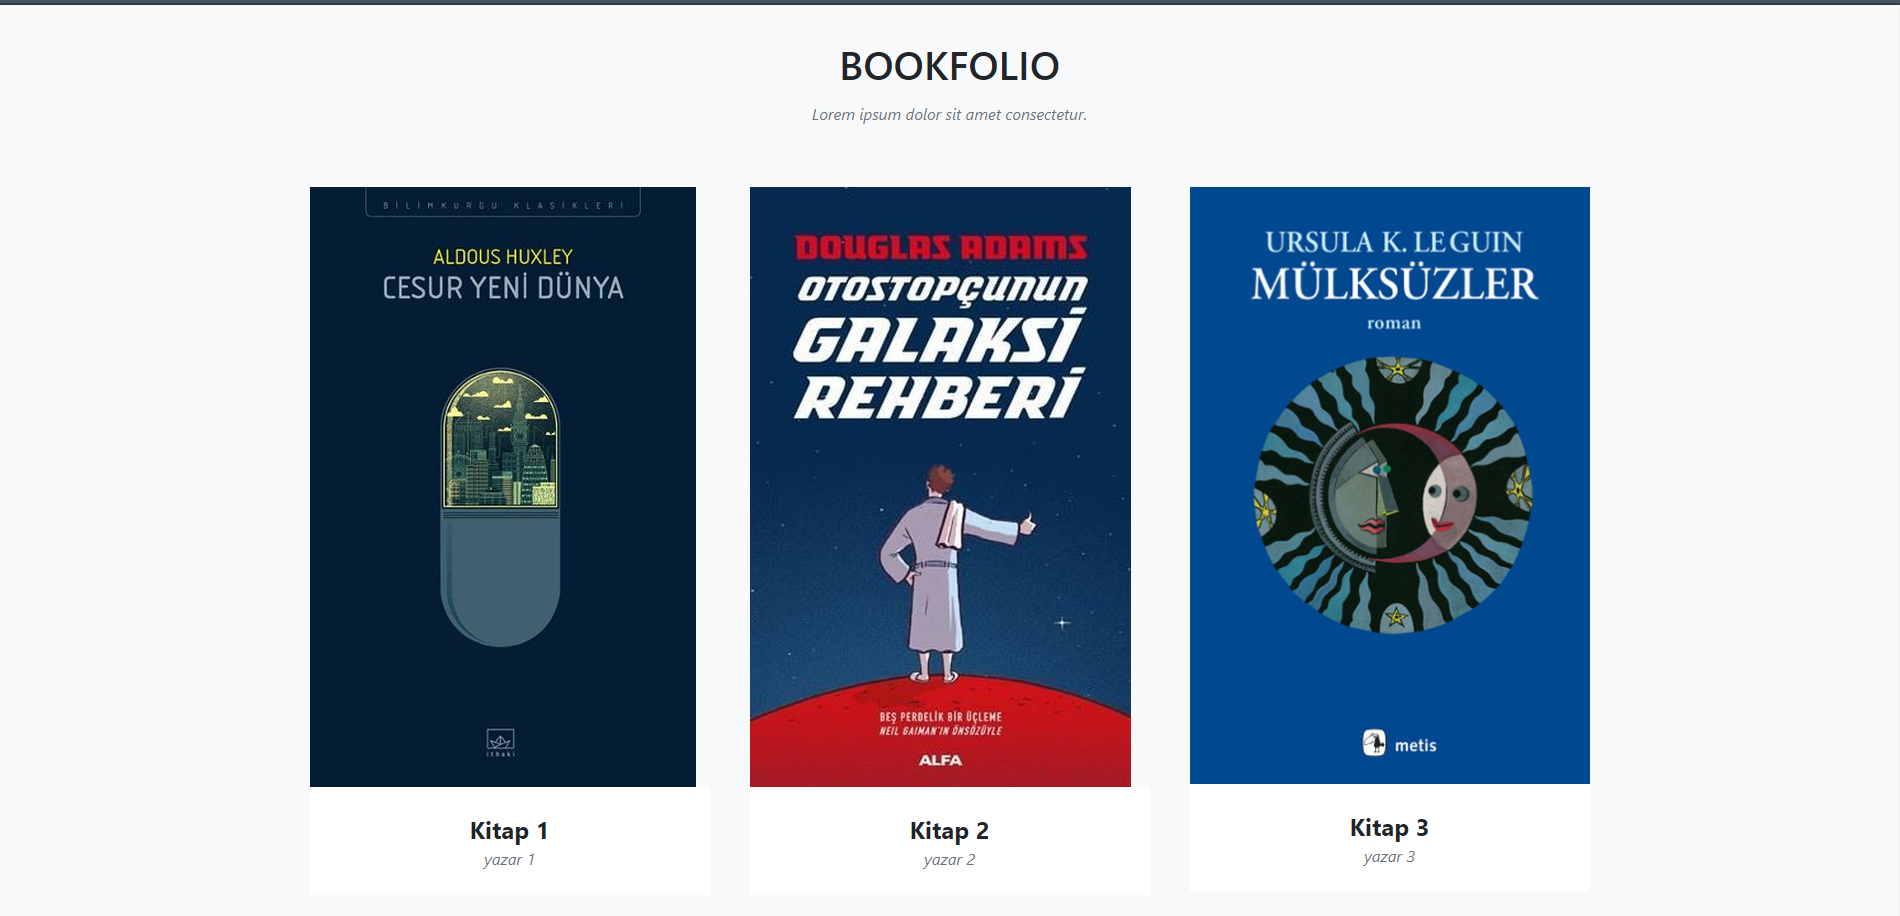 BOOKFOLIO
Lorem ipsum dolor sit amet consectetur.
BİLİMKURGU KLASİKLERİ
ALDOUS HUXLEY
CESUR YENİ DÜNYA
ithaki
Kitap 1
yazar 1
DOUGLAS ADAMS
OTOSTOPÇUNUN
GALAKSİ
REHBERİ
BEŞ PERDELİK BİR ÜÇLEME
NEIL GAIMAN'IN ÖNSÖZÜYLE
ALFA
Kitap 2
yazar 2
URSULA K. LE GUIN
MÜLKSÜZLER
roman
metis
Kitap 3
yazar 3